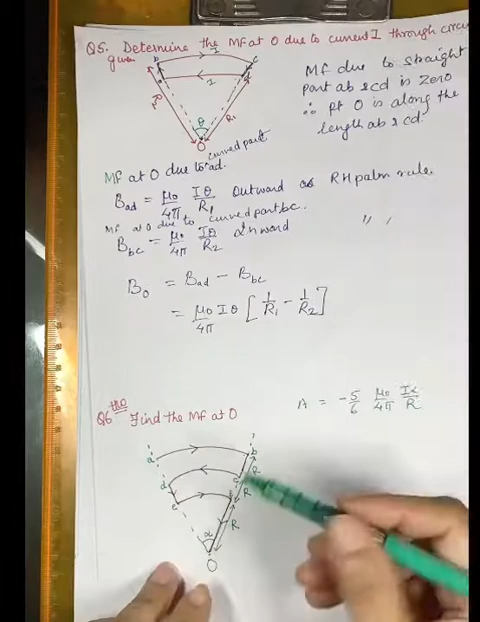 Q5. Determine the MF at O due to current I through circui
given
I
b
c
a
d
I
R2
R1
θ
O
MF due to straight
part ab & cd is zero
∴ pt O is along the
length ab & cd.
curved part
MF at O due to ad.
Bad = μ0/4π Iθ/R1 Outward as RH palm rule.
MF at O due to curved part bc.
Bbc = μ0/4π Iθ/R2 Inward " "
B0 = Bad - Bbc
= μ0/4π Iθ [1/R1 - 1/R2]
A = -5/6 μ0/4π Iα/R
Q6 Find the MF at O
a
b
R
d
c
R
e
f
R
α
O